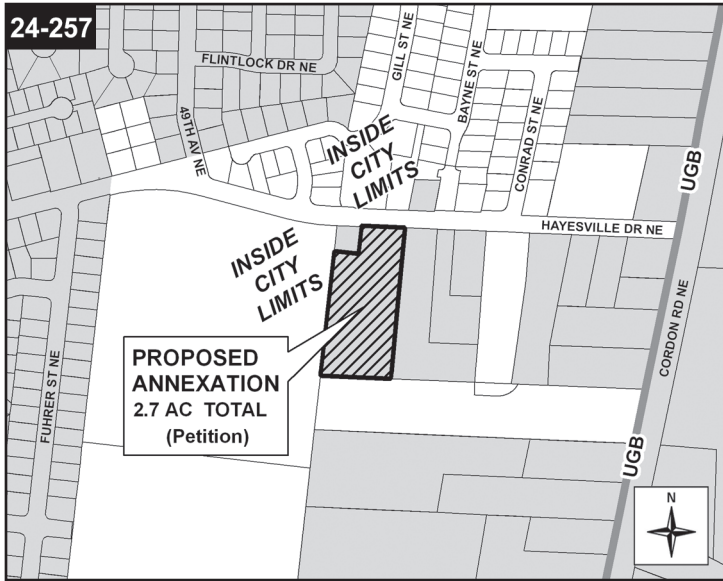 24-257
FLINTLOCK DR NE
GILL ST NE
BAYNE ST NE
49TH AV NE
CONRAD ST NE
INSIDE
CITY
LIMITS
UGB
HAYESVILLE DR NE
INSIDE
CITY
LIMITS
CORDON RD NE
PROPOSED
ANNEXATION
2.7 AC TOTAL
(Petition)
FUHRER ST NE
UGB
N